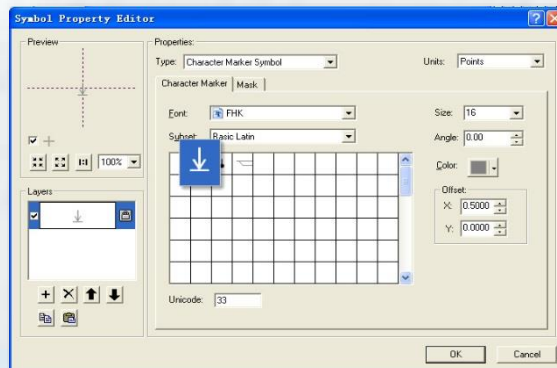 Symbol Property Editor
Preview
100%
Layers
Properties:
Type: Character Marker Symbol
Units: Points
Character Marker
Mask
Font: FHK
Subset: Basic Latin
Unicode: 33
Size: 16
Angle: 0.00
Color:
Offset:
X: 0.5000
Y: 0.0000
OK
Cancel